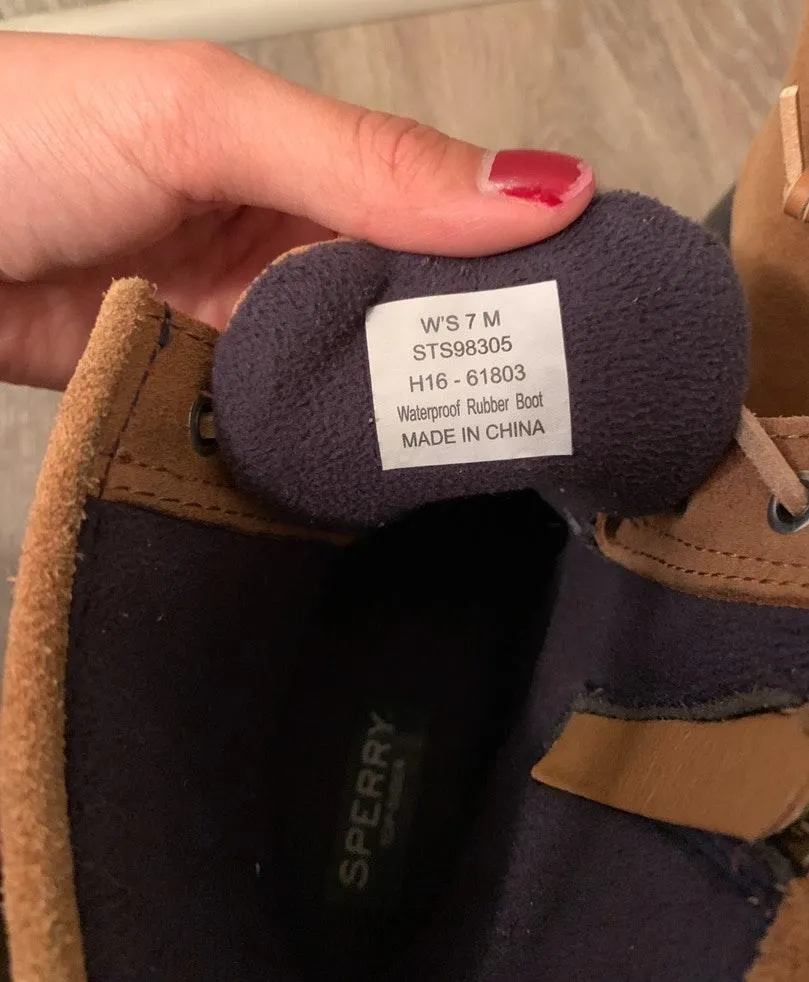 W'S 7 M
STS98305
H16 - 61803
Waterproof Rubber Boot
MADE IN CHINA
SPERRY